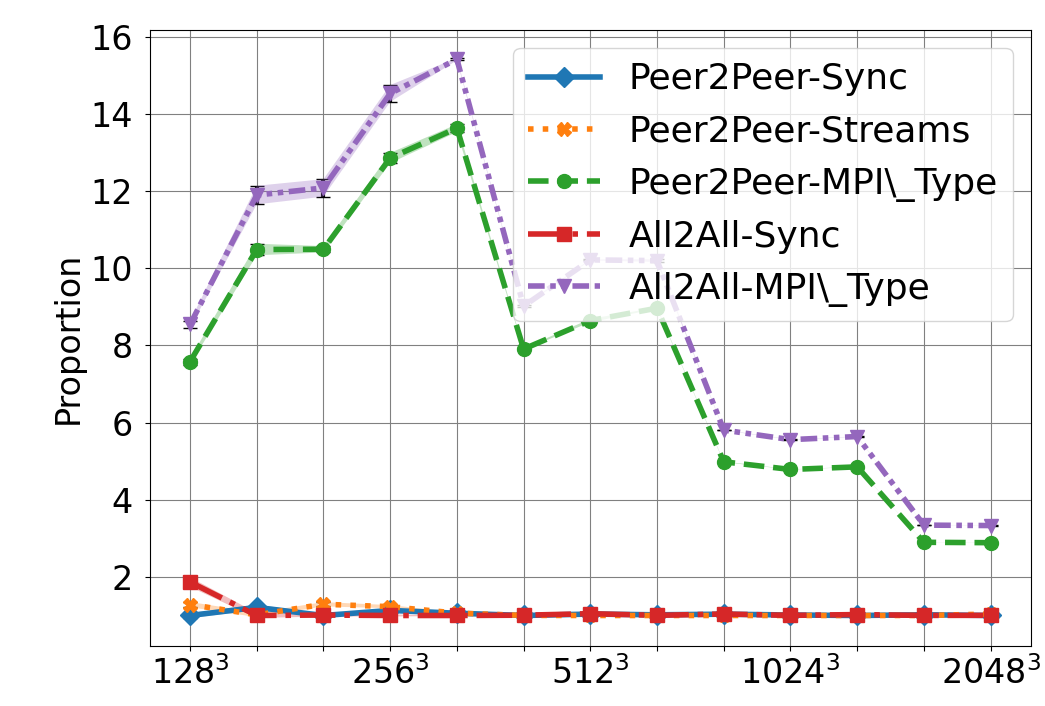 16
14
12
10
8
6
4
2
Proportion
Peer2Peer-Sync
Peer2Peer-Streams
Peer2Peer-MPI\_Type
All2All-Sync
All2All-MPI\_Type
128³ 256³ 512³ 1024³ 2048³